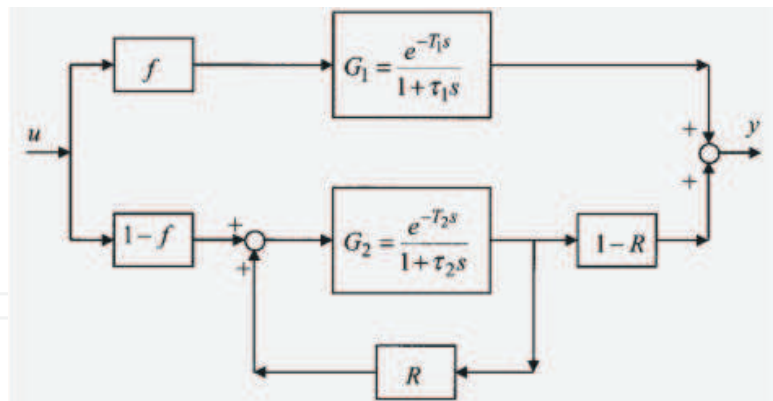 f
G₁ = e^{-T₁s} / (1 + τ₁s)
u
y
+
+
1 − f
+
+
G₂ = e^{-T₂s} / (1 + τ₂s)
1 − R
R